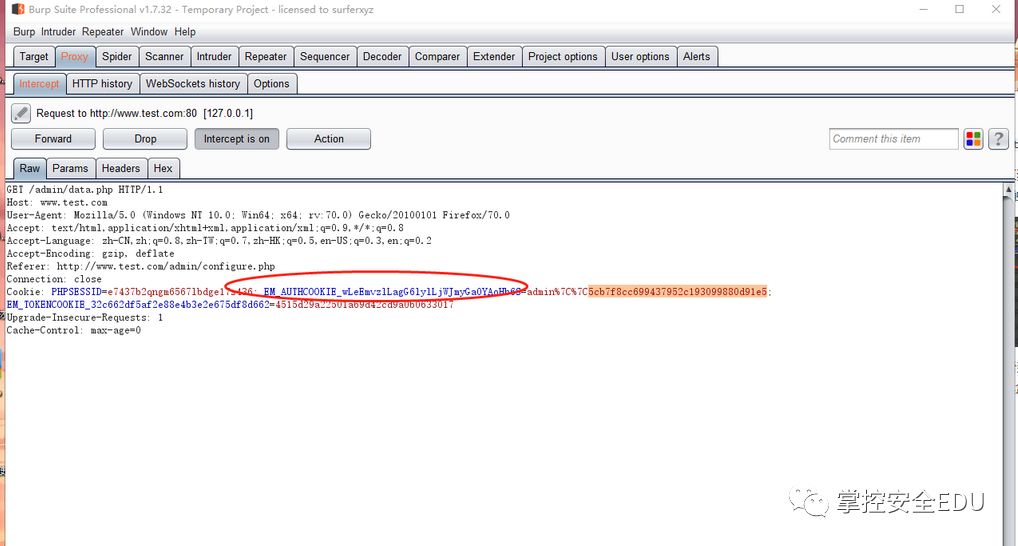 Burp Suite Professional v1.7.32 - Temporary Project - licensed to surferxyz
Burp Intruder Repeater Window Help
Target Proxy Spider Scanner Intruder Repeater Sequencer Decoder Comparer Extender Project options User options Alerts
Intercept HTTP history WebSockets history Options
Request to http://www.test.com:80 [127.0.0.1]
Forward Drop Intercept is on Action Comment this item ?
Raw Params Headers Hex
GET /admin/data.php HTTP/1.1
Host: www.test.com
User-Agent: Mozilla/5.0 (Windows NT 10.0; Win64; x64; rv:70.0) Gecko/20100101 Firefox/70.0
Accept: text/html,application/xhtml+xml,application/xml;q=0.9,*/*;q=0.8
Accept-Language: zh-CN,zh;q=0.8,zh-TW;q=0.7,zh-HK;q=0.5,en-US;q=0.3,en;q=0.2
Accept-Encoding: gzip, deflate
Referer: http://www.test.com/admin/configure.php
Connection: close
Cookie: PHPSESSID= =admin%7C%7C5cb7f8cc699437952c193099880d91e5;
EM_TOKENCOOKIE_32c662df5af2e88e4b3e2e675df8d662=
Upgrade-Insecure-Requests: 1
Cache-Control: max-age=0
掌控安全EDU